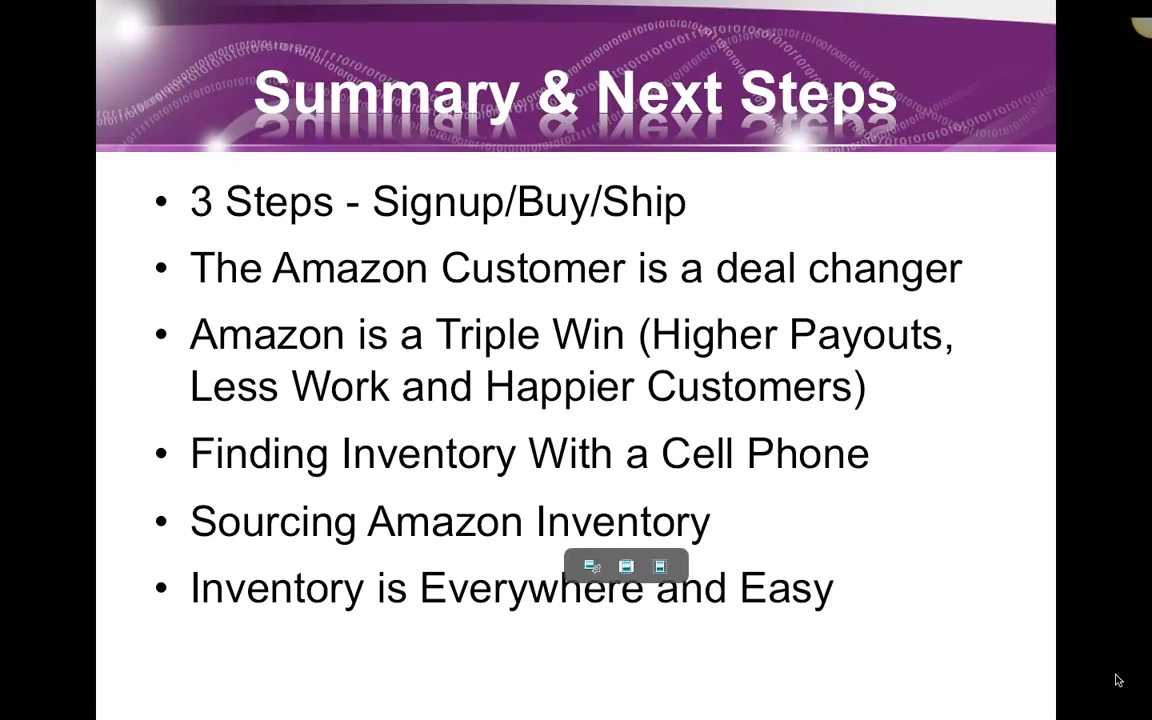 Summary & Next Steps
• 3 Steps - Signup/Buy/Ship
• The Amazon Customer is a deal changer
• Amazon is a Triple Win (Higher Payouts,
Less Work and Happier Customers)
• Finding Inventory With a Cell Phone
• Sourcing Amazon Inventory
• Inventory is Everywhere and Easy